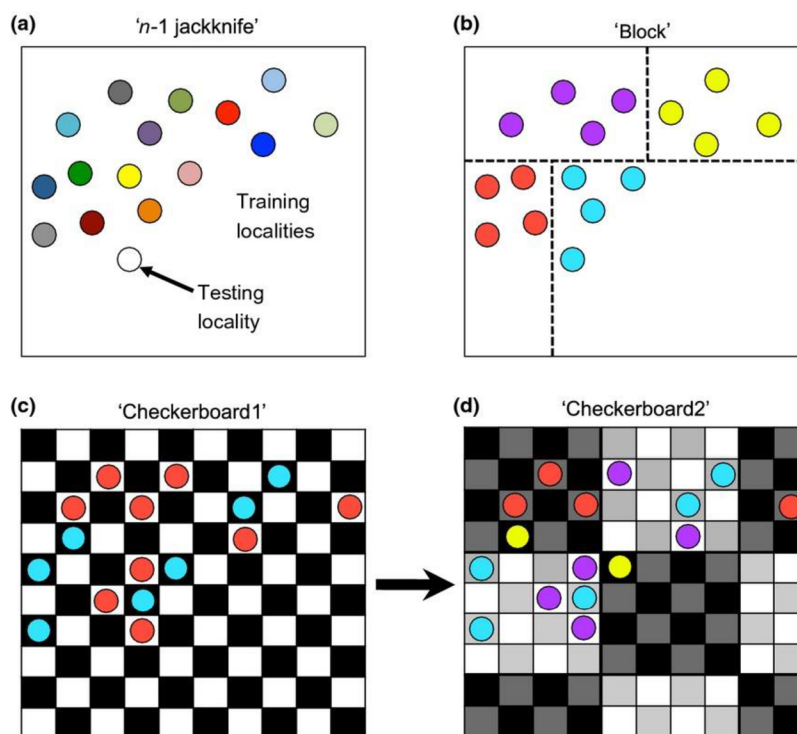 (a)
'n-1 jackknife'
Training
localities
Testing
locality
(b)
'Block'
(c)
'Checkerboard1'
(d)
'Checkerboard2'